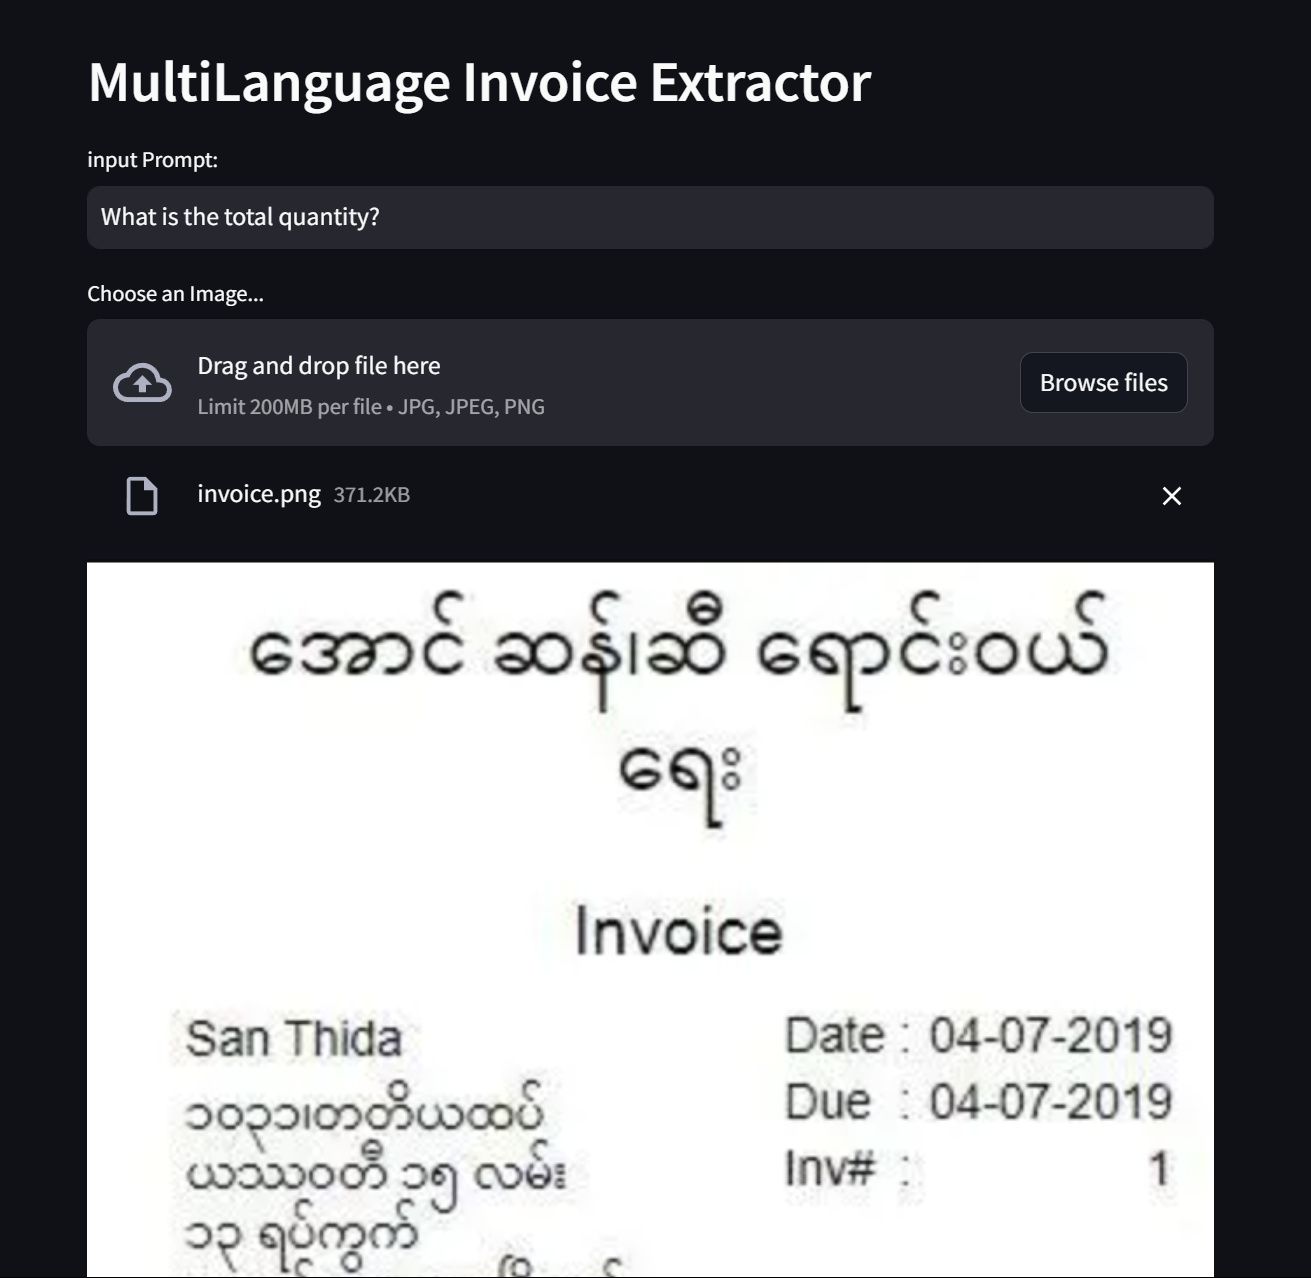 MultiLanguage Invoice Extractor
input Prompt:
What is the total quantity?
Choose an Image...
Drag and drop file here
Limit 200MB per file • JPG, JPEG, PNG
Browse files
invoice.png 371.2KB
အောင် ဆန်၊ဆီ ရောင်းဝယ်
ရေး
Invoice
San Thida
Date : 04-07-2019
၁၀၃၁၊တတိယထပ်
Due : 04-07-2019
ယဿဝတီ ၁၅ လမ်း
Inv# : 1
၁၃ ရပ်ကွက်